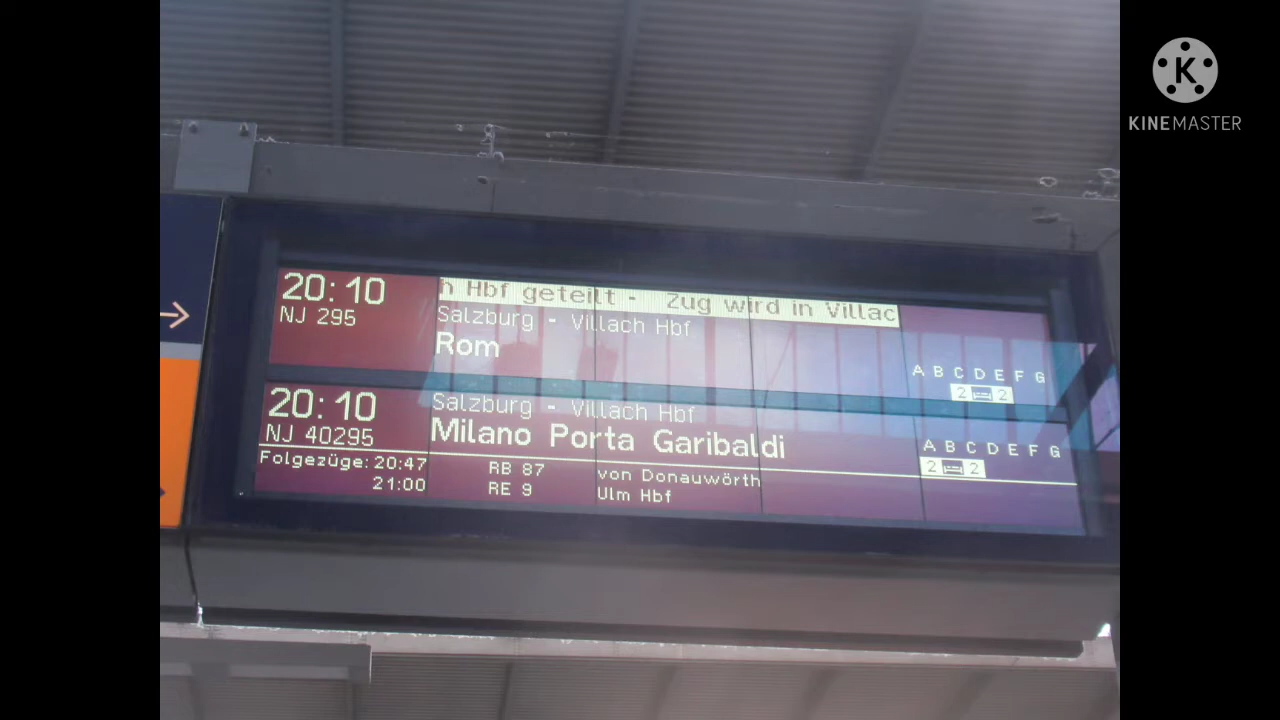 K
KINEMASTER
20:10
h Hbf geteilt - Zug wird in Villac
NJ 295
Salzburg - Villach Hbf
Rom
A B C D E F G
2 2
20:10
Salzburg - Villach Hbf
NJ 40295
Milano Porta Garibaldi
A B C D E F G
2 2
Folgezüge: 20:47 RB 87 von Donauwörth
21:00 RE 9 Ulm Hbf